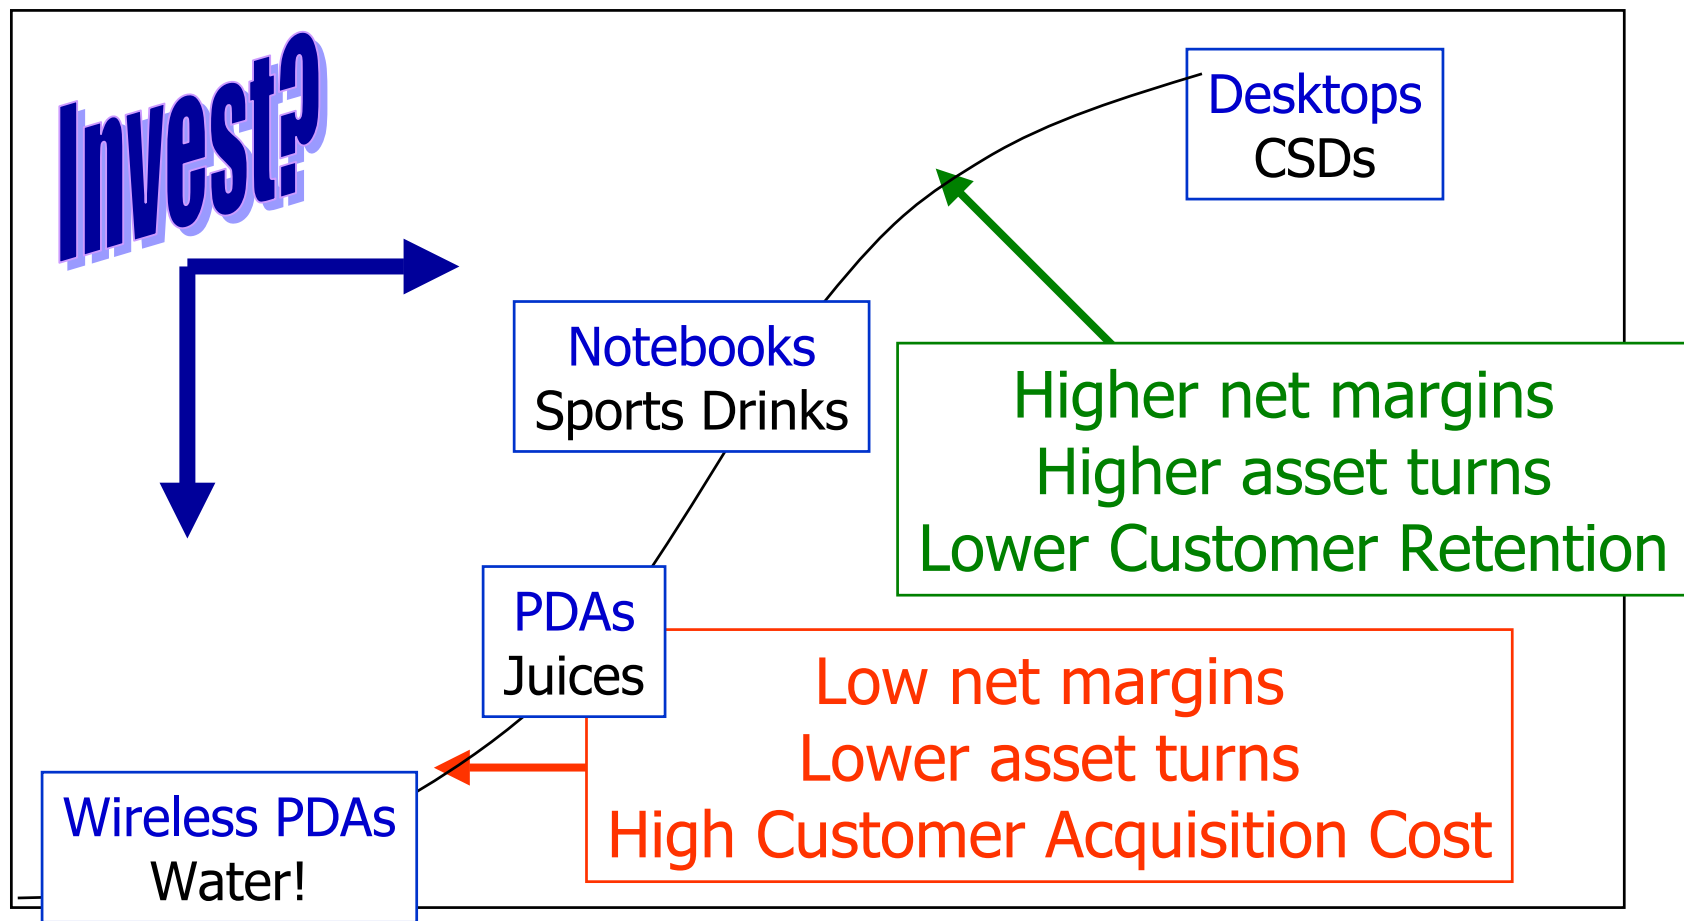 Invest?
Desktops
CSDs
Notebooks
Sports Drinks
Higher net margins
Higher asset turns
Lower Customer Retention
PDAs
Juices
Low net margins
Lower asset turns
High Customer Acquisition Cost
Wireless PDAs
Water!